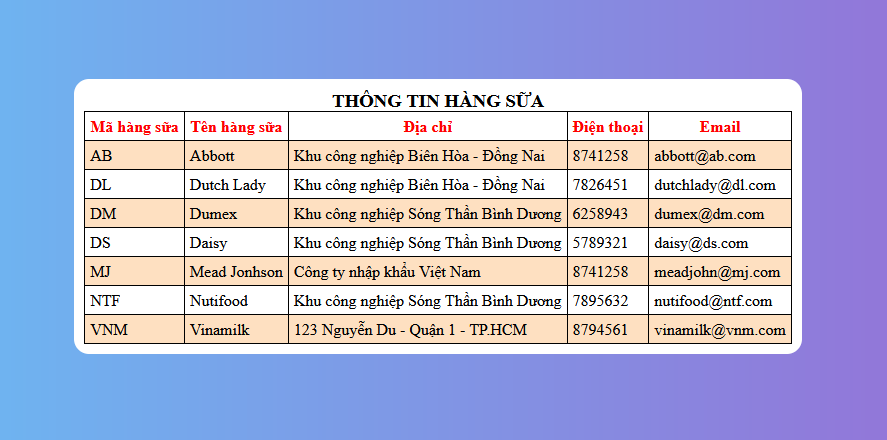 THÔNG TIN HÀNG SỮA
Mã hàng sữa Tên hàng sữa Địa chỉ Điện thoại Email
AB Abbott Khu công nghiệp Biên Hòa - Đồng Nai 8741258 abbott@ab.com
DL Dutch Lady Khu công nghiệp Biên Hòa - Đồng Nai 7826451 dutchlady@dl.com
DM Dumex Khu công nghiệp Sóng Thần Bình Dương 6258943 dumex@dm.com
DS Daisy Khu công nghiệp Sóng Thần Bình Dương 5789321 daisy@ds.com
MJ Mead Jonhson Công ty nhập khẩu Việt Nam 8741258 meadjohn@mj.com
NTF Nutifood Khu công nghiệp Sóng Thần Bình Dương 7895632 nutifood@ntf.com
VNM Vinamilk 123 Nguyễn Du - Quận 1 - TP.HCM 8794561 vinamilk@vnm.com